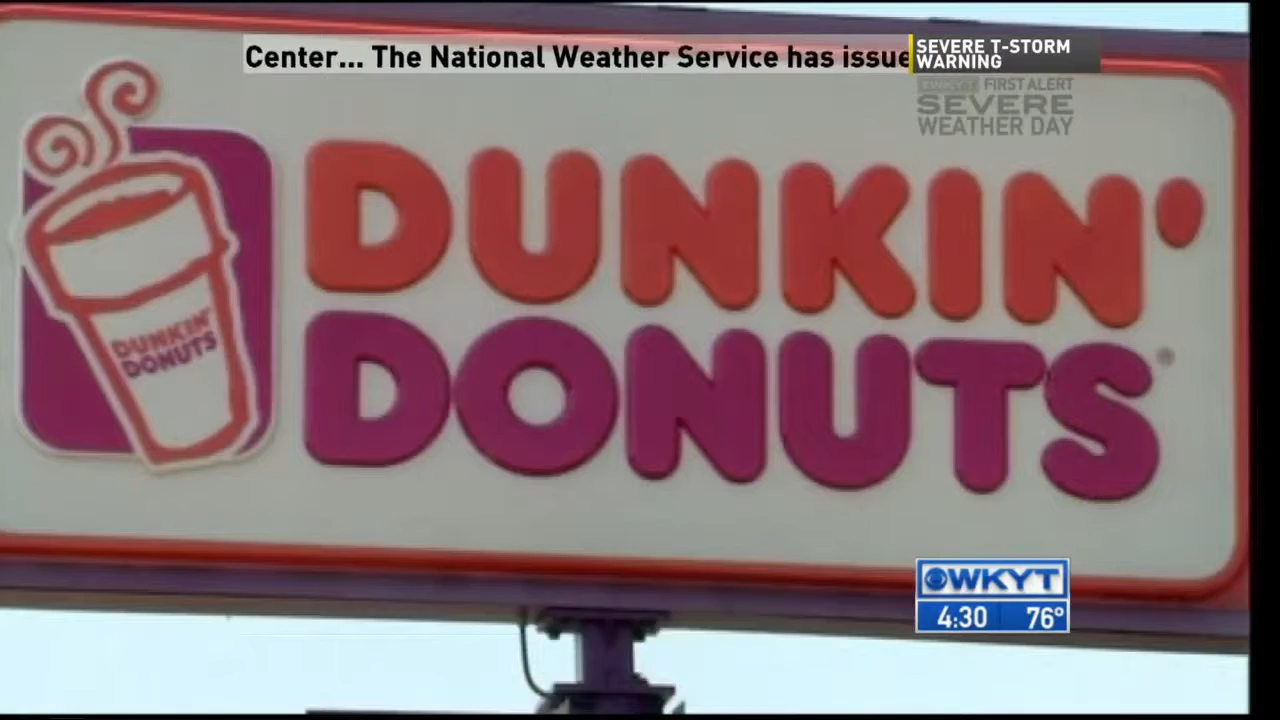 Center... The National Weather Service has issue
SEVERE T-STORM
WARNING
WKYT FIRST ALERT
SEVERE
WEATHER DAY
DUNKIN'
DONUTS®
DUNKIN'
DONUTS
WKYT
4:30 76°